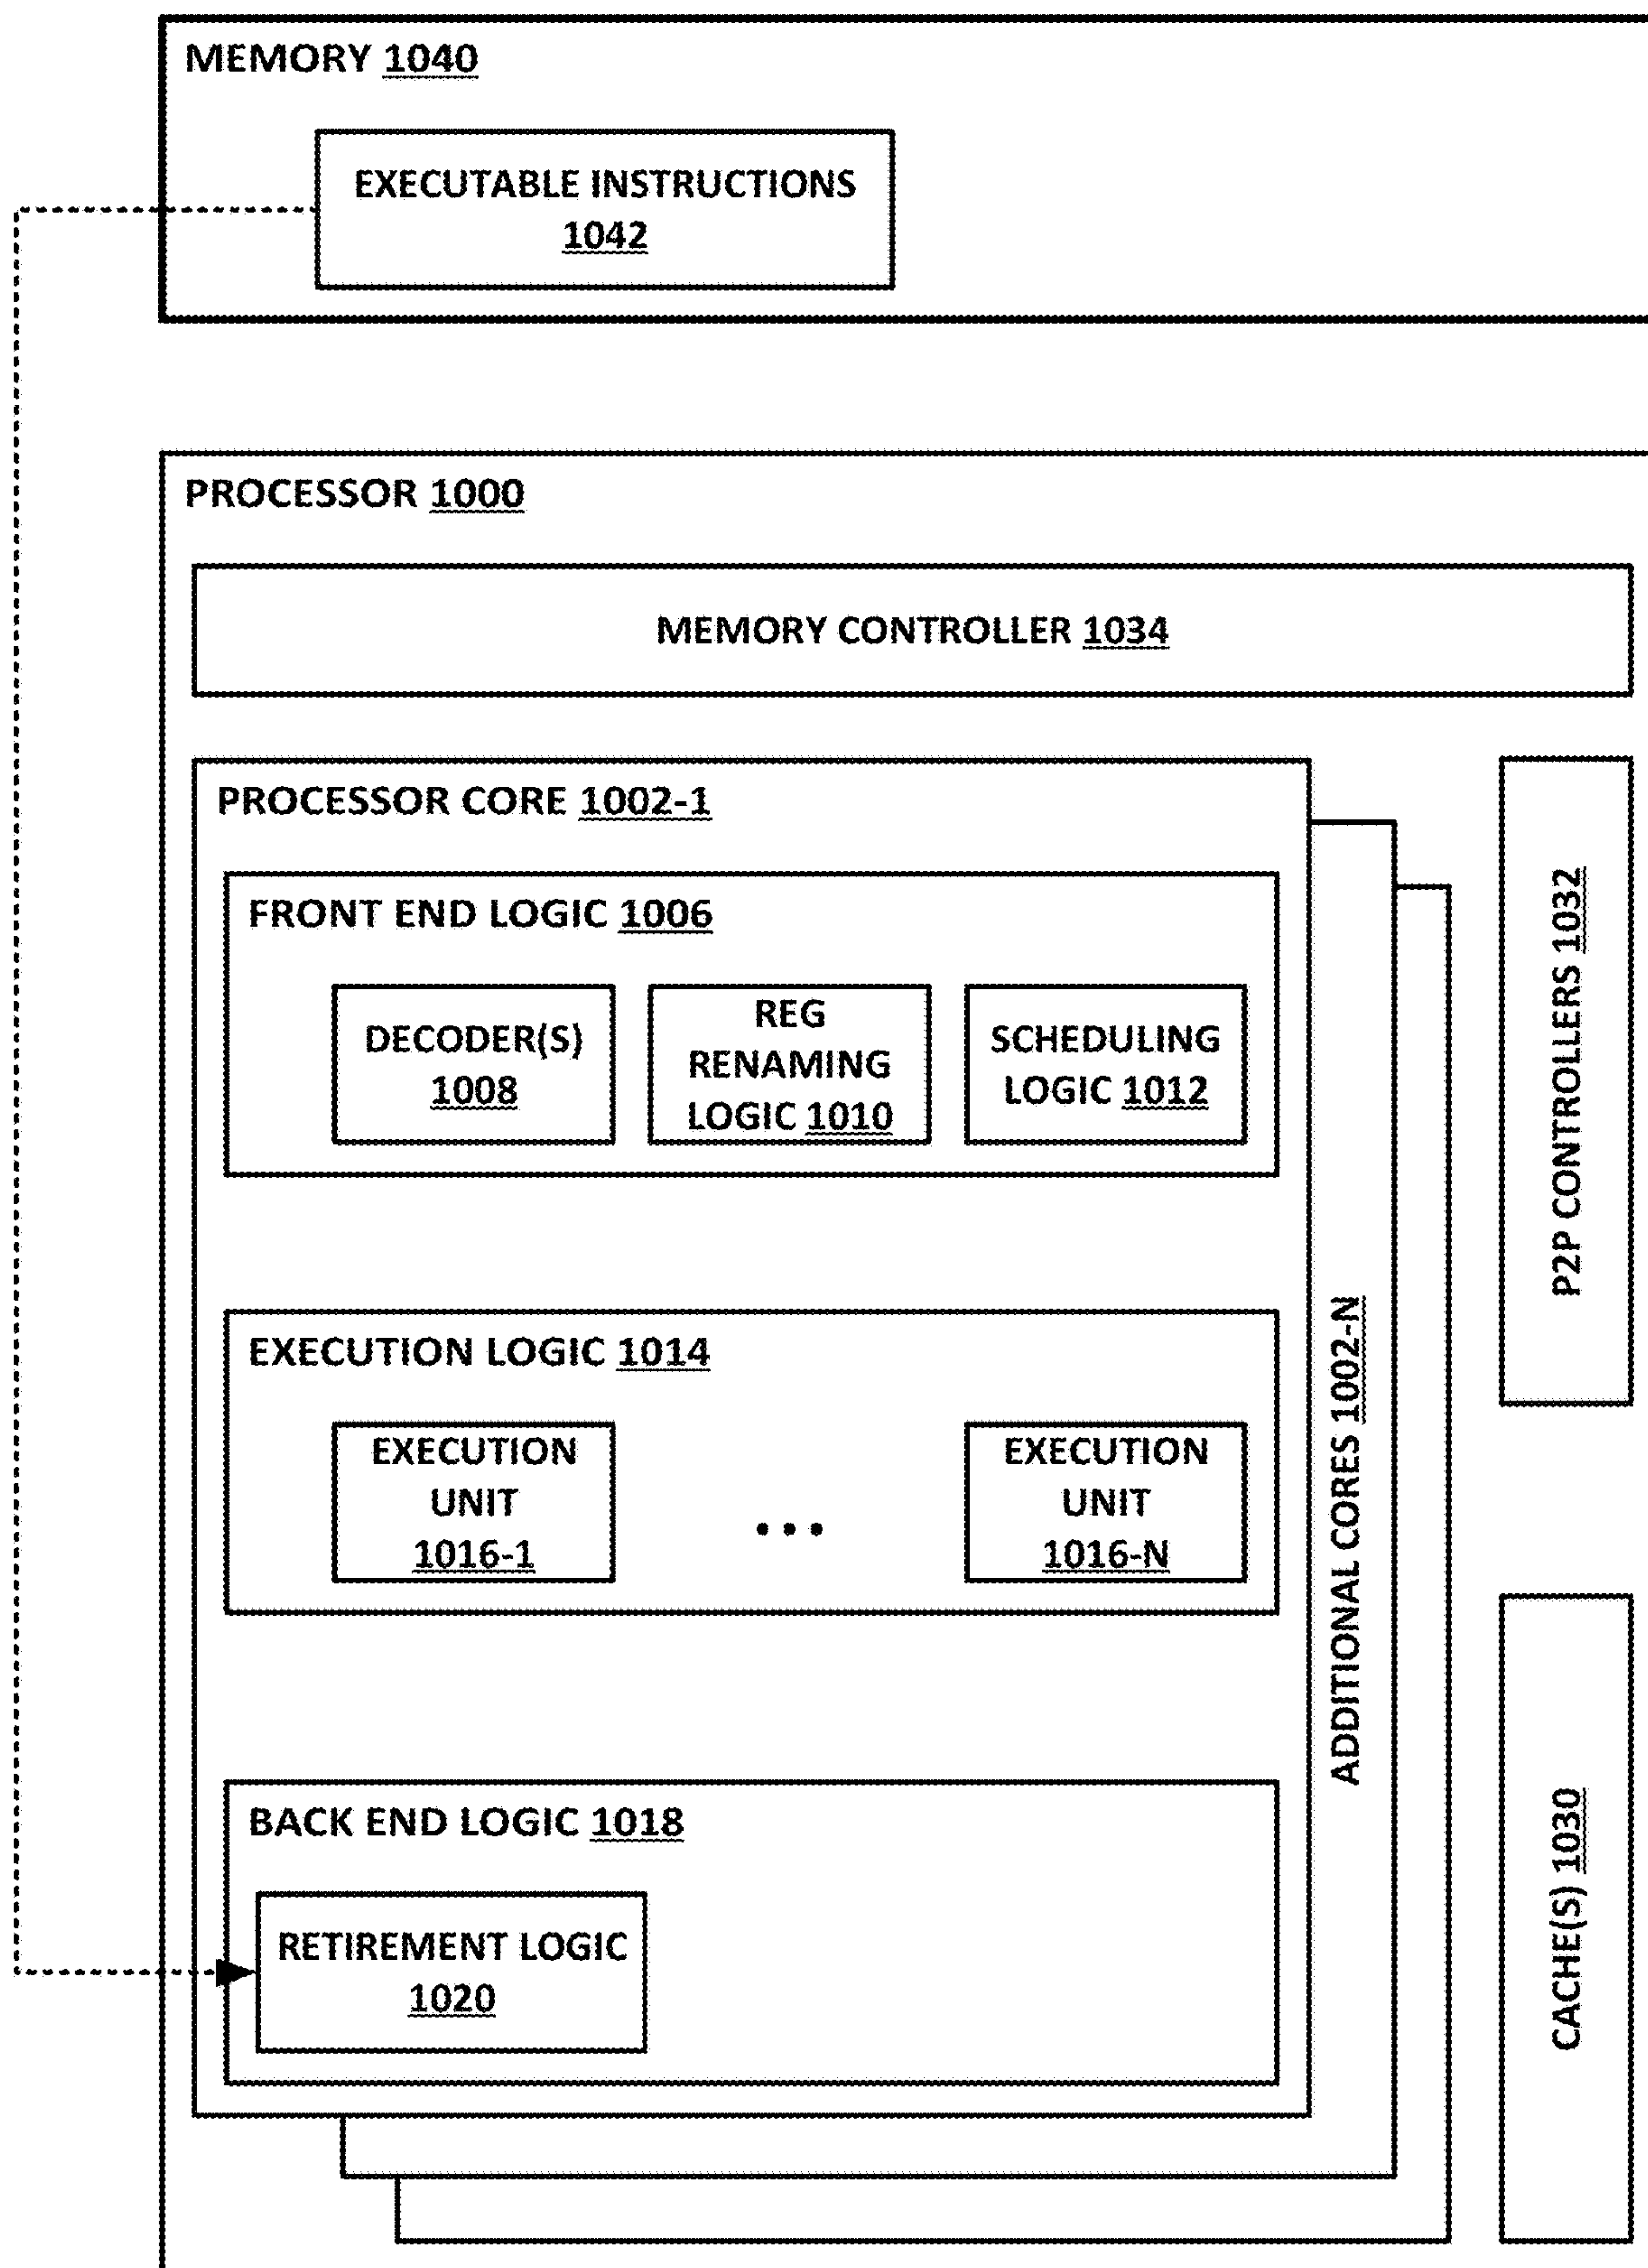 MEMORY 1040
EXECUTABLE INSTRUCTIONS
1042
PROCESSOR 1000
MEMORY CONTROLLER 1034
PROCESSOR CORE 1002-1
FRONT END LOGIC 1006
DECODER(S)
1008
REG
RENAMING
LOGIC 1010
SCHEDULING
LOGIC 1012
EXECUTION LOGIC 1014
EXECUTION
UNIT
1016-1
...
EXECUTION
UNIT
1016-N
BACK END LOGIC 1018
RETIREMENT LOGIC
1020
ADDITIONAL CORES 1002-N
P2P CONTROLLERS 1032
CACHE(S) 1030